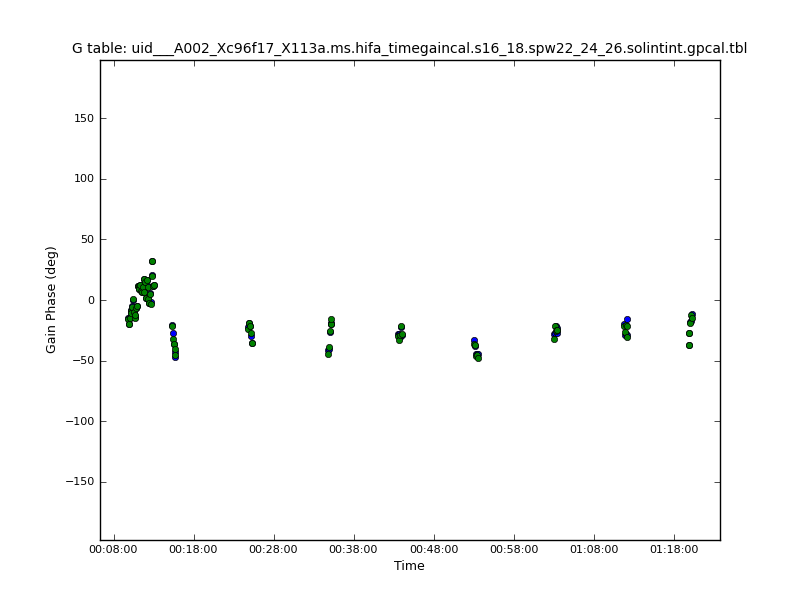 G table: uid___A002_Xc96f17_X113a.ms.hifa_timegaincal.s16_18.spw22_24_26.solintint.gpcal.tbl
150
100
50
0
−50
−100
−150
Gain Phase (deg)
00:08:00 00:18:00 00:28:00 00:38:00 00:48:00 00:58:00 01:08:00 01:18:00
Time